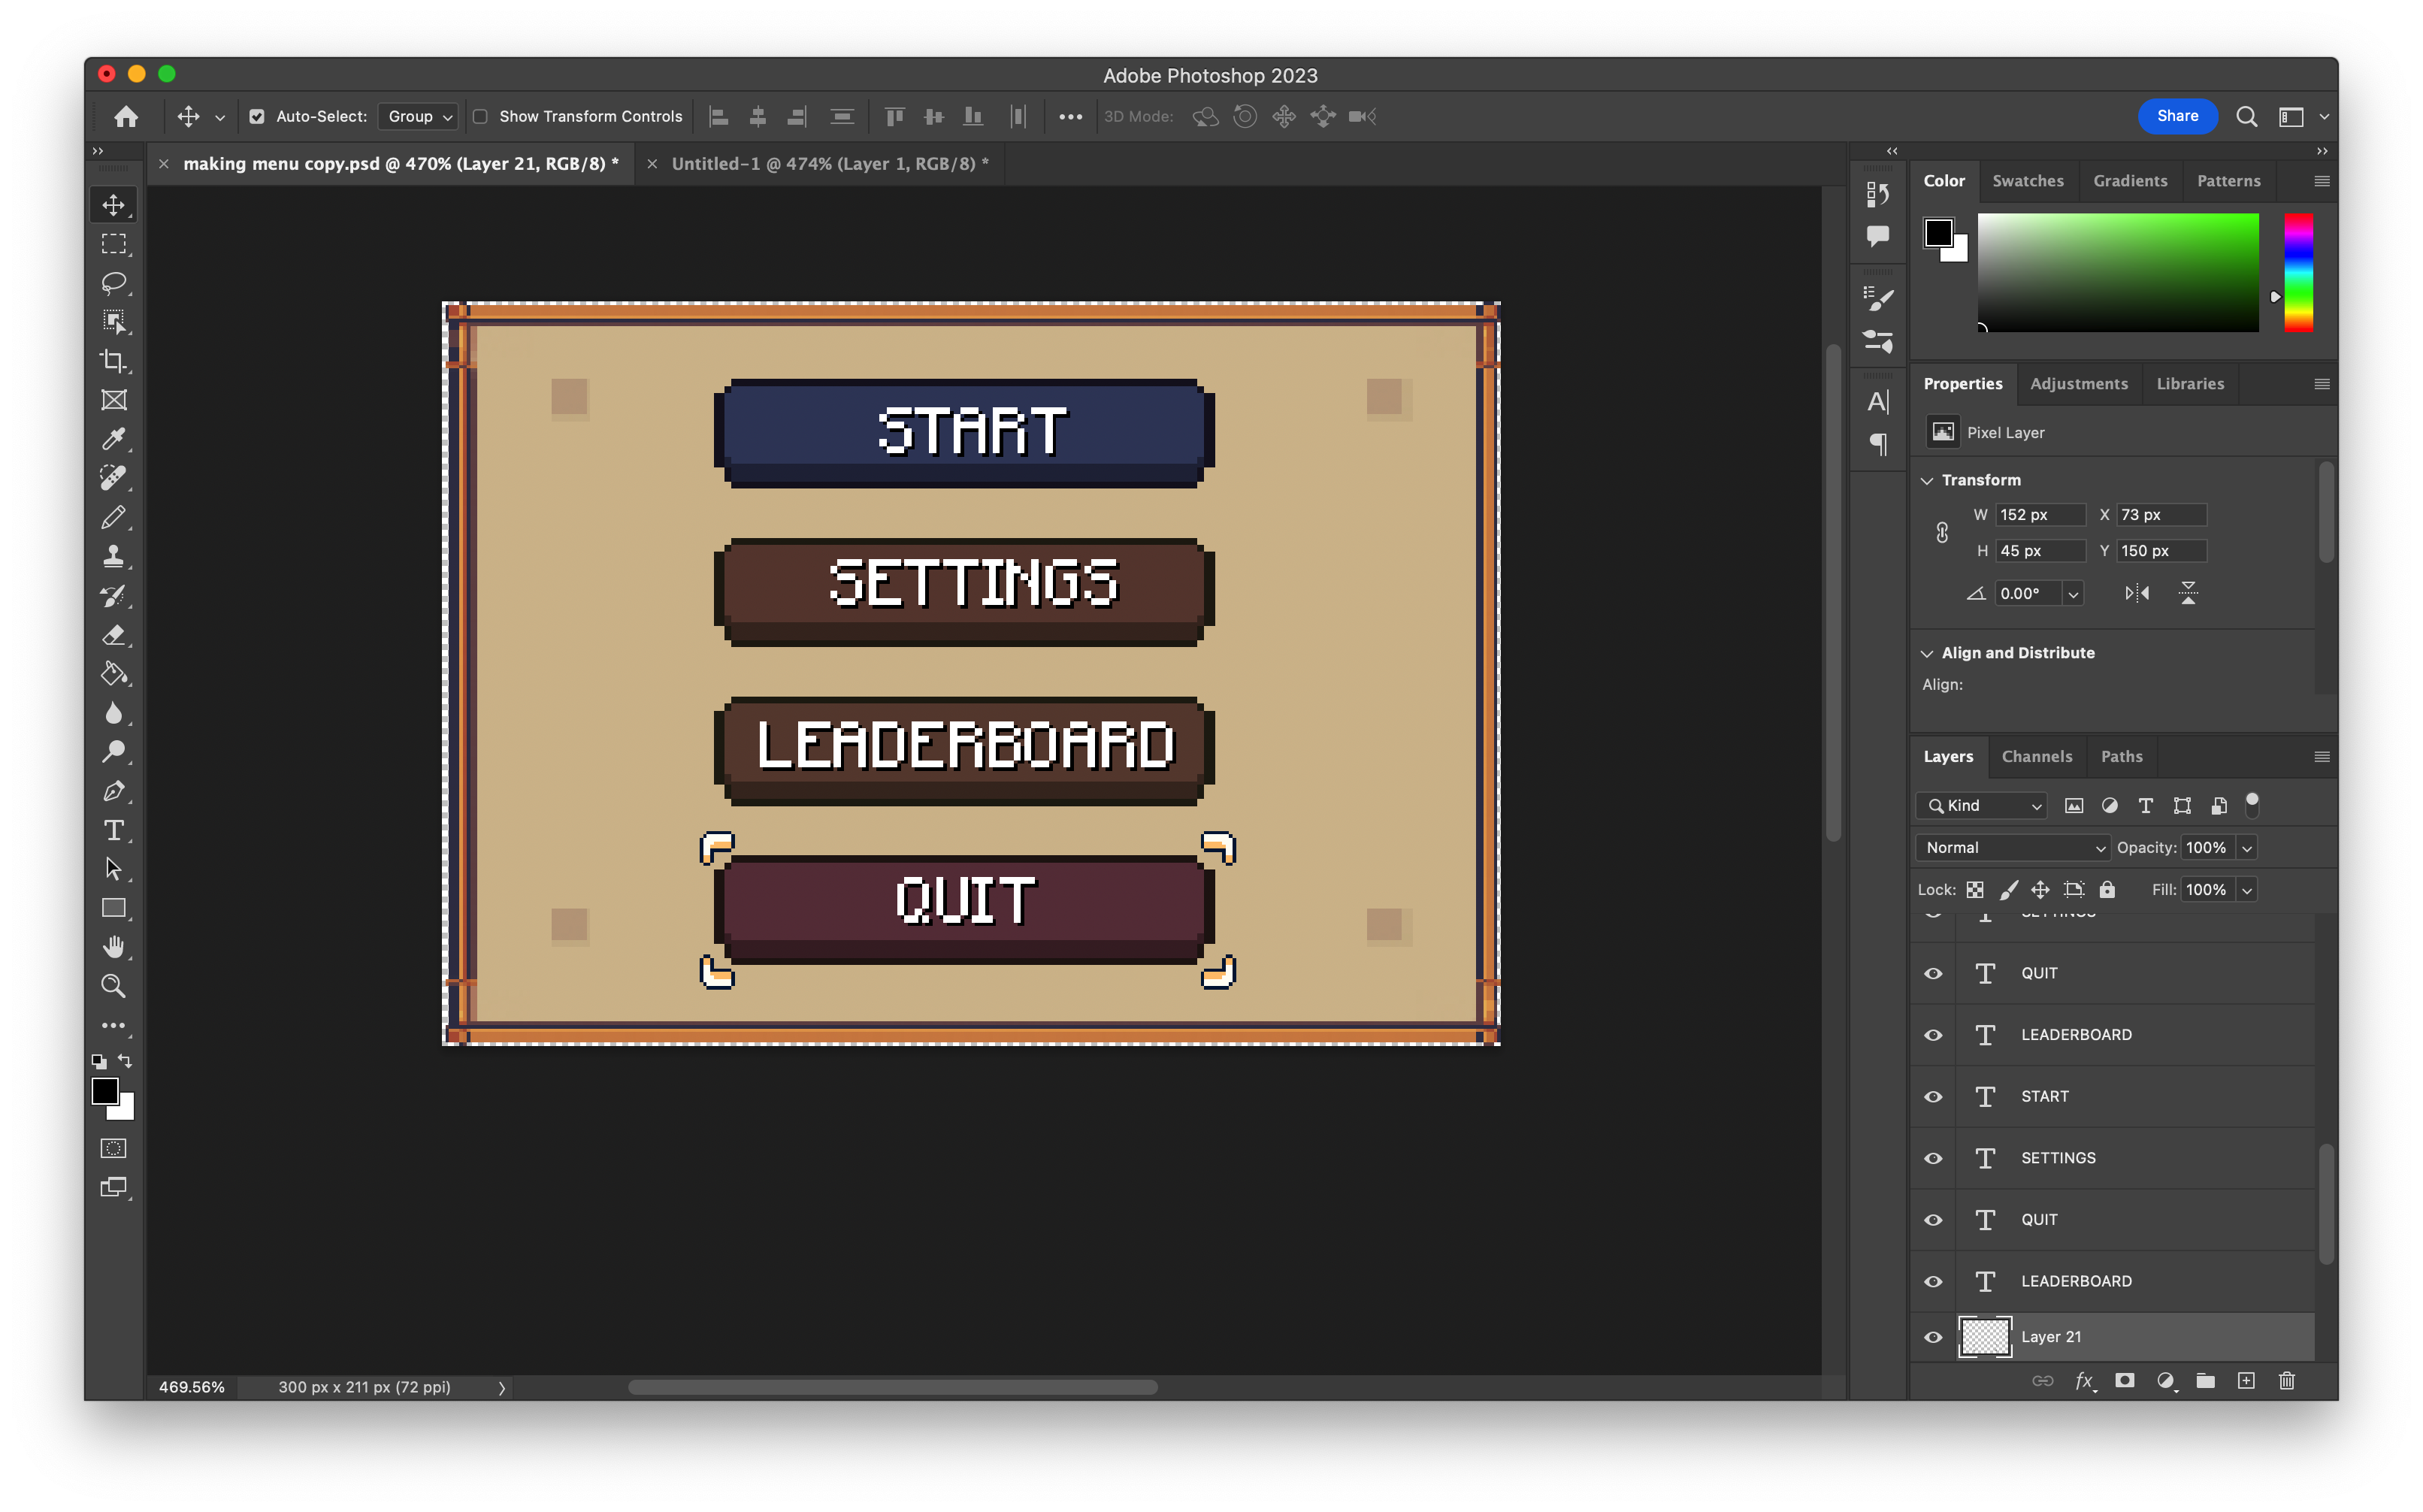 Adobe Photoshop 2023
Auto-Select: Group Show Transform Controls 3D Mode: Share
making menu copy.psd @ 470% (Layer 21, RGB/8) * Untitled-1 @ 474% (Layer 1, RGB/8) *
START
SETTINGS
LEADERBOARD
QUIT
469.56% 300 px x 211 px (72 ppi)
Color Swatches Gradients Patterns
Properties Adjustments Libraries
Pixel Layer
Transform
W 152 px X 73 px
H 45 px Y 150 px
0.00°
Align and Distribute
Align:
Layers Channels Paths
Kind
Normal Opacity: 100%
Lock: Fill: 100%
SETTINGS
QUIT
LEADERBOARD
START
SETTINGS
QUIT
LEADERBOARD
Layer 21
fx